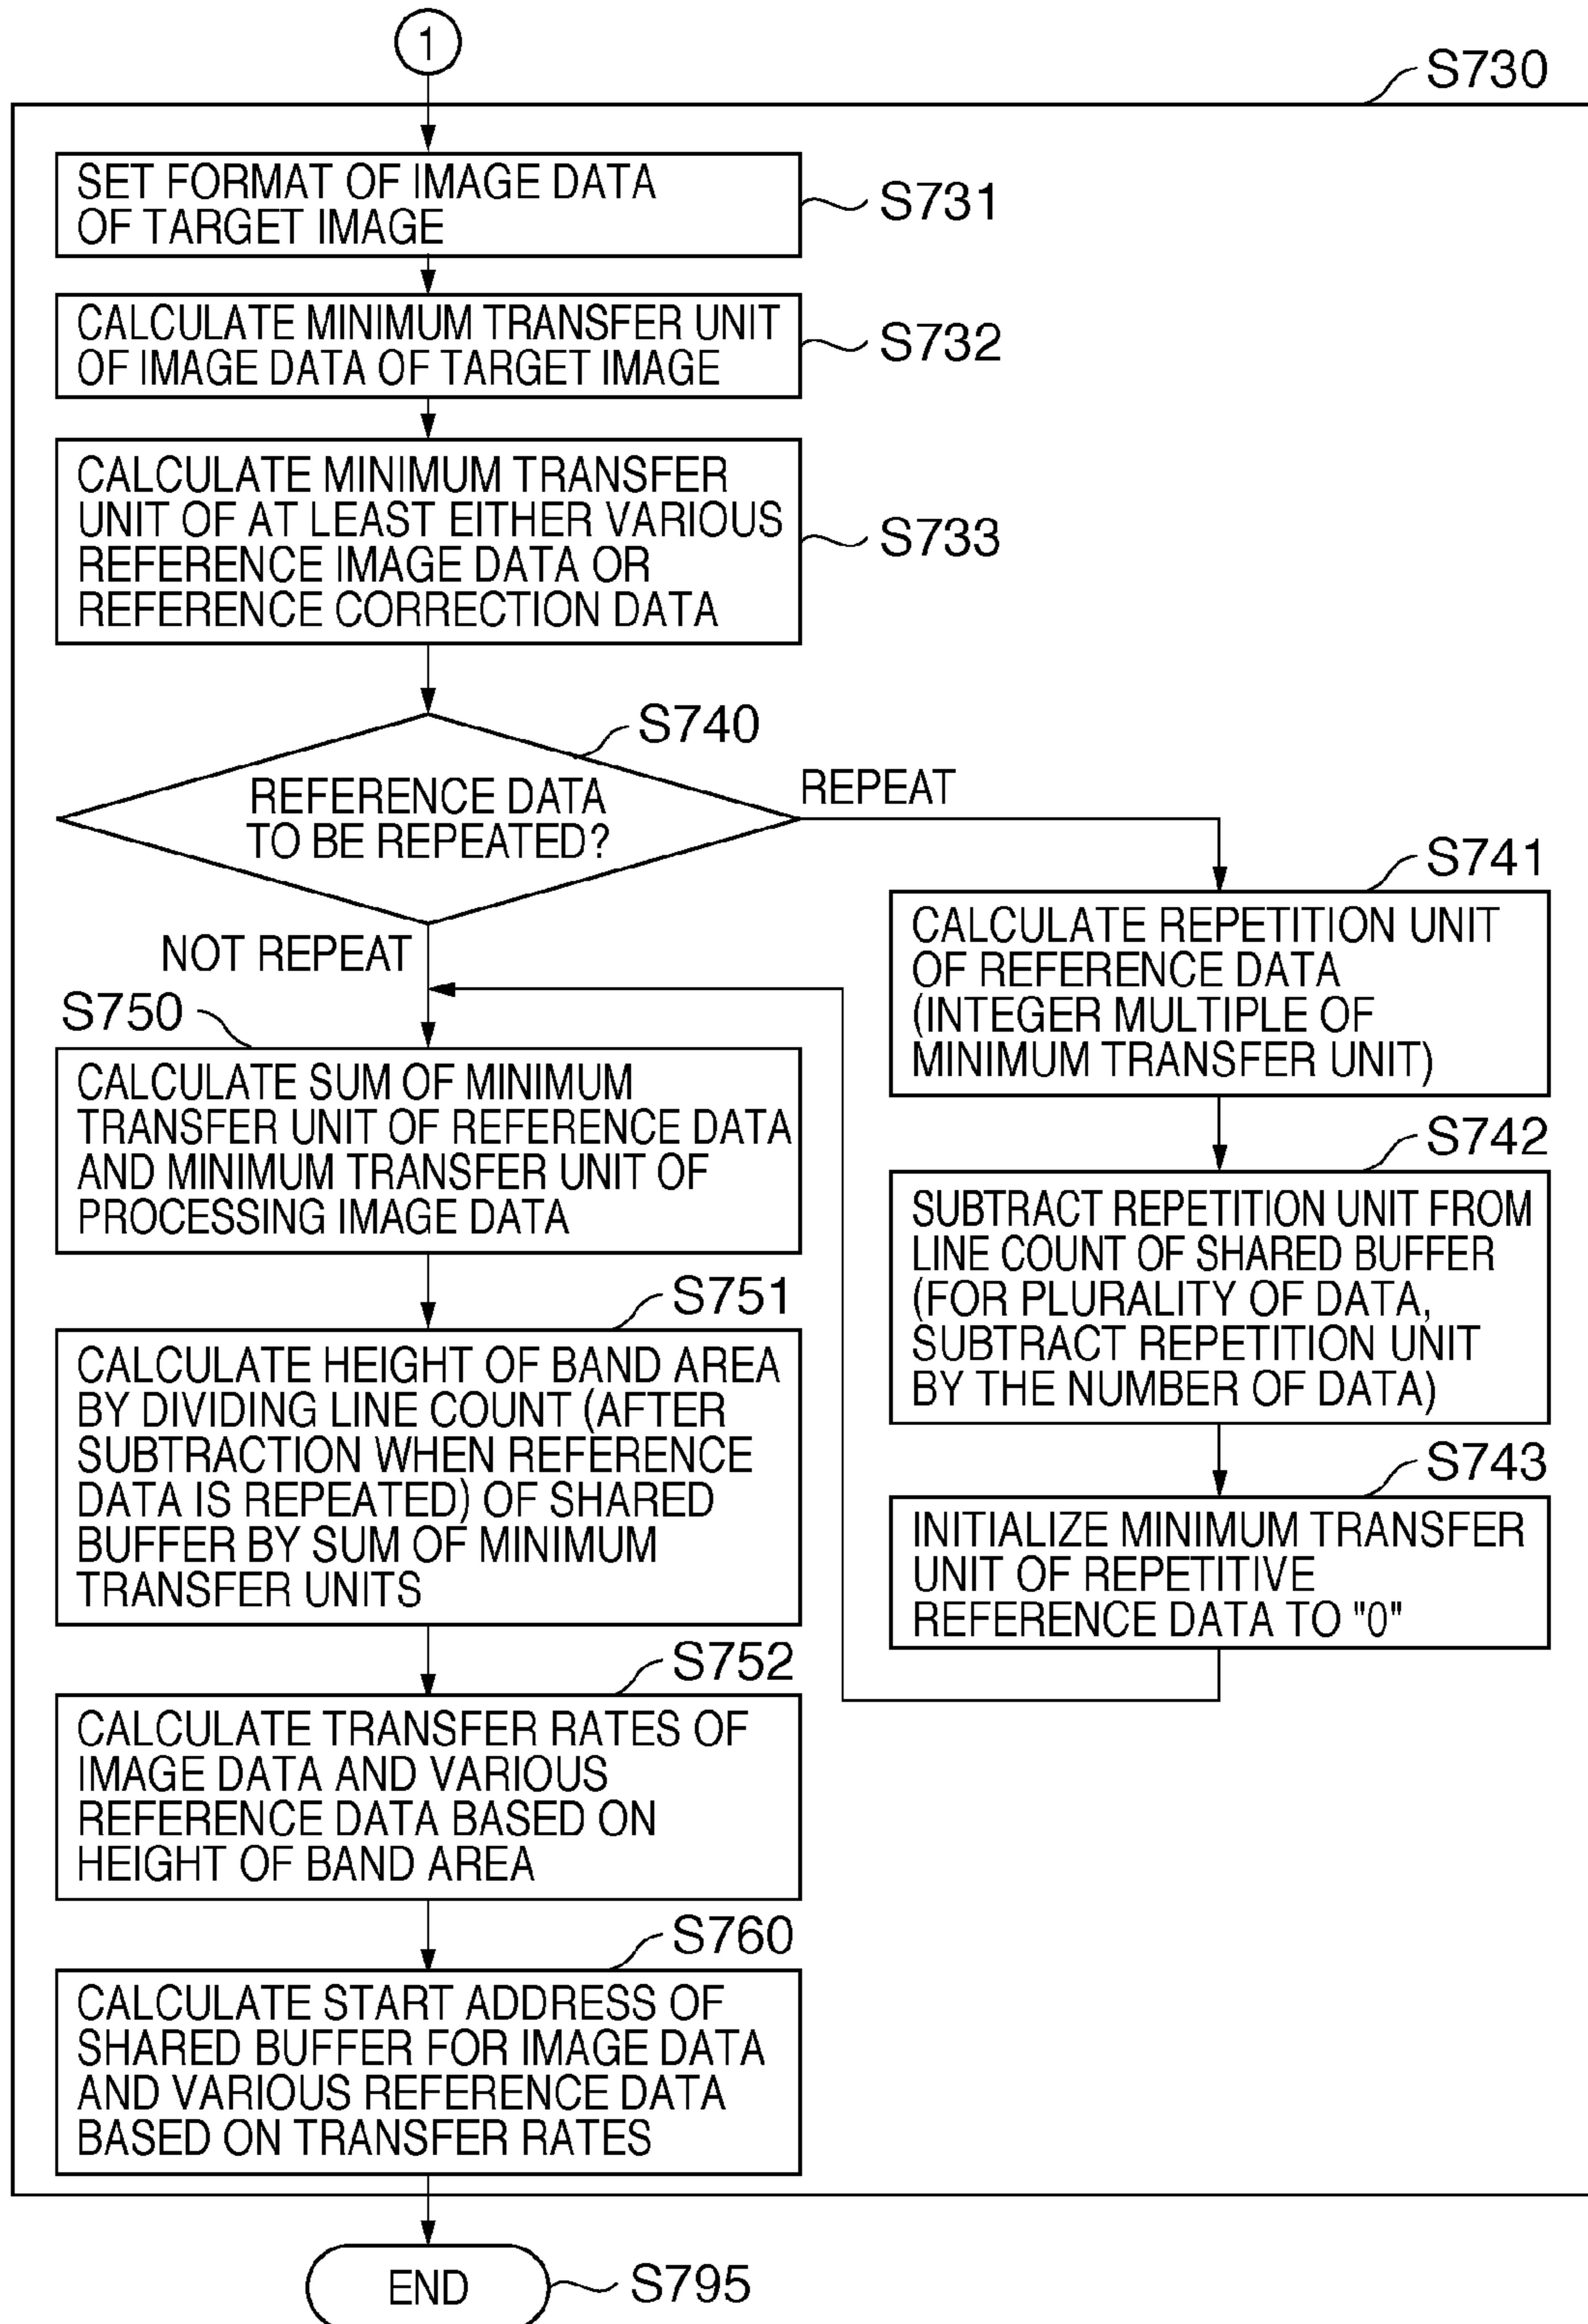 1
S730
SET FORMAT OF IMAGE DATA
OF TARGET IMAGE
S731
CALCULATE MINIMUM TRANSFER UNIT
OF IMAGE DATA OF TARGET IMAGE
S732
CALCULATE MINIMUM TRANSFER
UNIT OF AT LEAST EITHER VARIOUS
REFERENCE IMAGE DATA OR
REFERENCE CORRECTION DATA
S733
S740
REFERENCE DATA
TO BE REPEATED?
REPEAT
NOT REPEAT
S741
CALCULATE REPETITION UNIT
OF REFERENCE DATA
(INTEGER MULTIPLE OF
MINIMUM TRANSFER UNIT)
S742
SUBTRACT REPETITION UNIT FROM
LINE COUNT OF SHARED BUFFER
(FOR PLURALITY OF DATA,
SUBTRACT REPETITION UNIT
BY THE NUMBER OF DATA)
S743
INITIALIZE MINIMUM TRANSFER
UNIT OF REPETITIVE
REFERENCE DATA TO "0"
S750
CALCULATE SUM OF MINIMUM
TRANSFER UNIT OF REFERENCE DATA
AND MINIMUM TRANSFER UNIT OF
PROCESSING IMAGE DATA
S751
CALCULATE HEIGHT OF BAND AREA
BY DIVIDING LINE COUNT (AFTER
SUBTRACTION WHEN REFERENCE
DATA IS REPEATED) OF SHARED
BUFFER BY SUM OF MINIMUM
TRANSFER UNITS
S752
CALCULATE TRANSFER RATES OF
IMAGE DATA AND VARIOUS
REFERENCE DATA BASED ON
HEIGHT OF BAND AREA
S760
CALCULATE START ADDRESS OF
SHARED BUFFER FOR IMAGE DATA
AND VARIOUS REFERENCE DATA
BASED ON TRANSFER RATES
END
S795